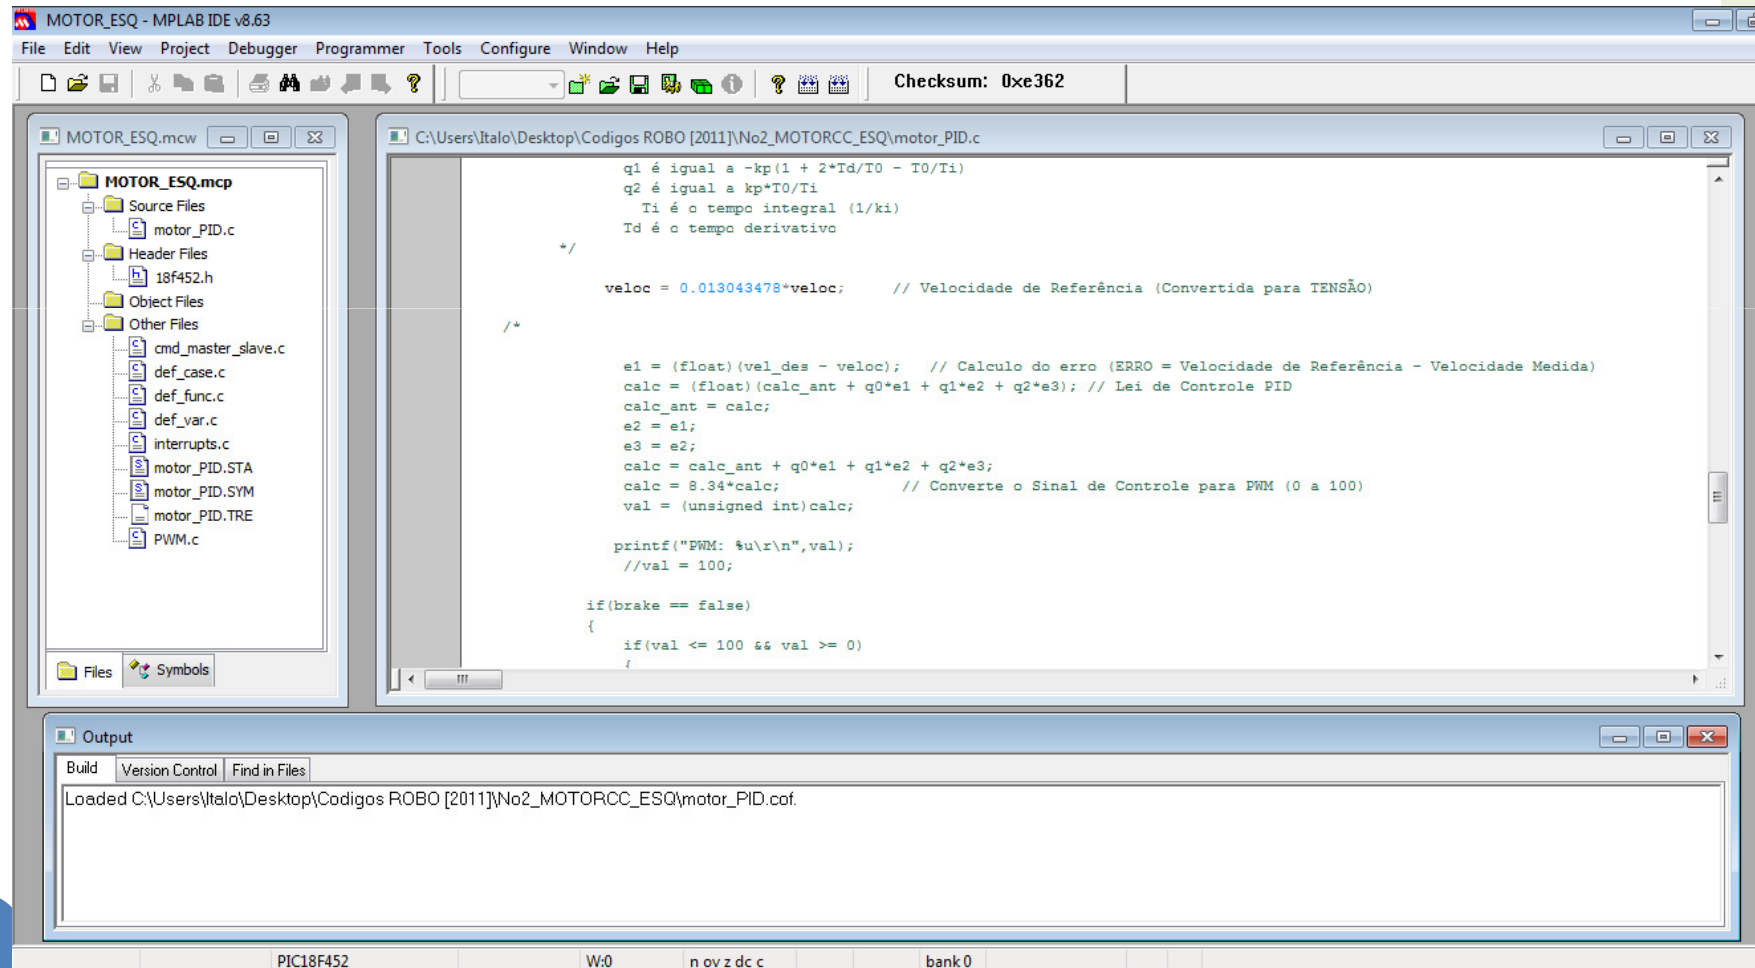 MOTOR_ESQ - MPLAB IDE v8.63
File Edit View Project Debugger Programmer Tools Configure Window Help
Checksum: 0xe362
MOTOR_ESQ.mcw
MOTOR_ESQ.mcp
Source Files
motor_PID.c
Header Files
18f452.h
Object Files
Other Files
cmd_master_slave.c
def_case.c
def_func.c
def_var.c
interrupts.c
motor_PID.STA
motor_PID.SYM
motor_PID.TRE
PWM.c
Files Symbols
C:\Users\Italo\Desktop\Codigos ROBO [2011]\No2_MOTORCC_ESQ\motor_PID.c
q1 é igual a -kp(1 + 2*Td/T0 - T0/Ti)
q2 é igual a kp*T0/Ti
Ti é o tempo integral (1/ki)
Td é o tempo derivativo
*/
veloc = 0.013043478*veloc; // Velocidade de Referência (Convertida para TENSÃO)
/*
e1 = (float)(vel_des - veloc); // Calculo do erro (ERRO = Velocidade de Referência - Velocidade Medida)
calc = (float)(calc_ant + q0*e1 + q1*e2 + q2*e3); // Lei de Controle PID
calc_ant = calc;
e2 = e1;
e3 = e2;
calc = calc_ant + q0*e1 + q1*e2 + q2*e3;
calc = 8.34*calc; // Converte o Sinal de Controle para PWM (0 a 100)
val = (unsigned int)calc;
printf("PWM: %u\r\n",val);
//val = 100;
if(brake == false)
{
if(val <= 100 && val >= 0)
{
Output
Build Version Control Find in Files
Loaded C:\Users\Italo\Desktop\Codigos ROBO [2011]\No2_MOTORCC_ESQ\motor_PID.cof.
PIC18F452 W:0 n ov z dc c bank 0